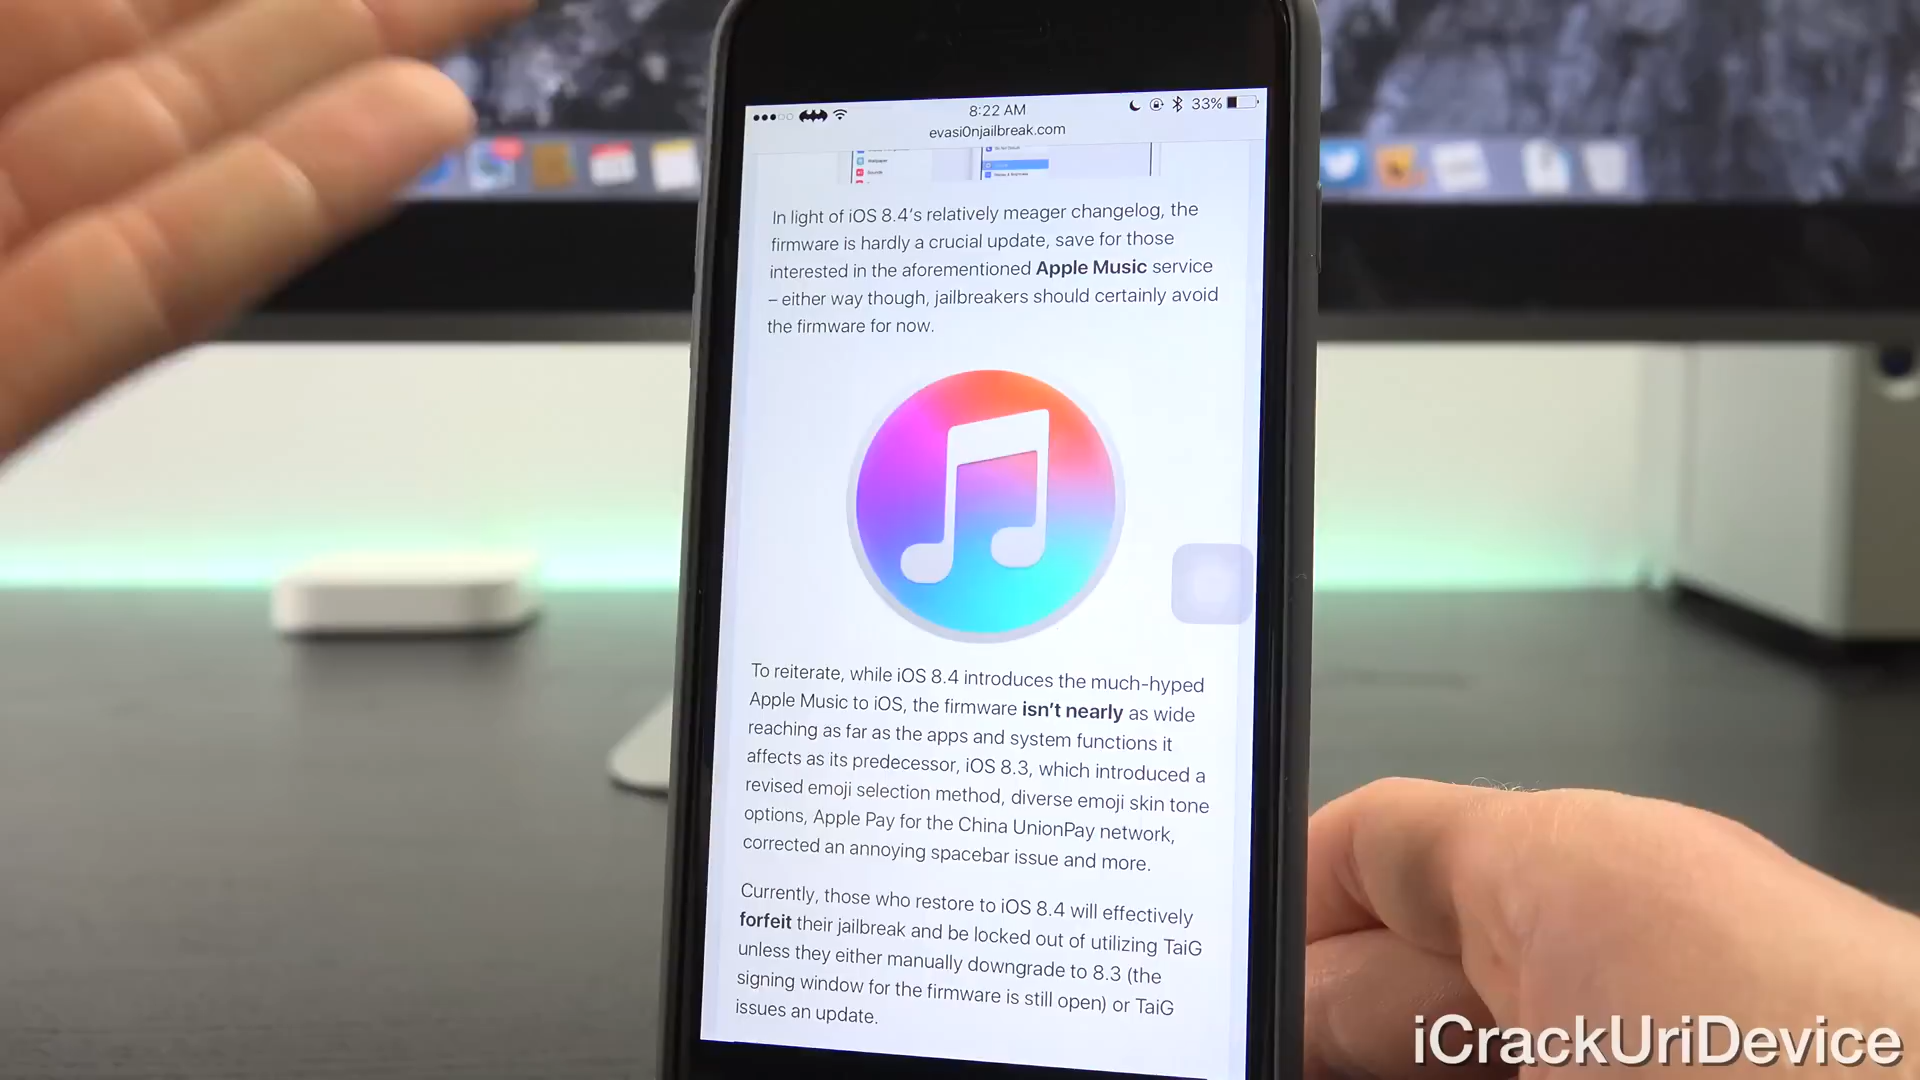 8:22 AM
33%
evasi0njailbreak.com
Wallpaper
Sounds
In light of iOS 8.4's relatively meager changelog, the
firmware is hardly a crucial update, save for those
interested in the aforementioned Apple Music service
– either way though, jailbreakers should certainly avoid
the firmware for now.
To reiterate, while iOS 8.4 introduces the much-hyped
Apple Music to iOS, the firmware isn't nearly as wide
reaching as far as the apps and system functions it
affects as its predecessor, iOS 8.3, which introduced a
revised emoji selection method, diverse emoji skin tone
options, Apple Pay for the China UnionPay network,
corrected an annoying spacebar issue and more.
Currently, those who restore to iOS 8.4 will effectively
forfeit their jailbreak and be locked out of utilizing TaiG
unless they either manually downgrade to 8.3 (the
signing window for the firmware is still open) or TaiG
issues an update.
iCrackUriDevice